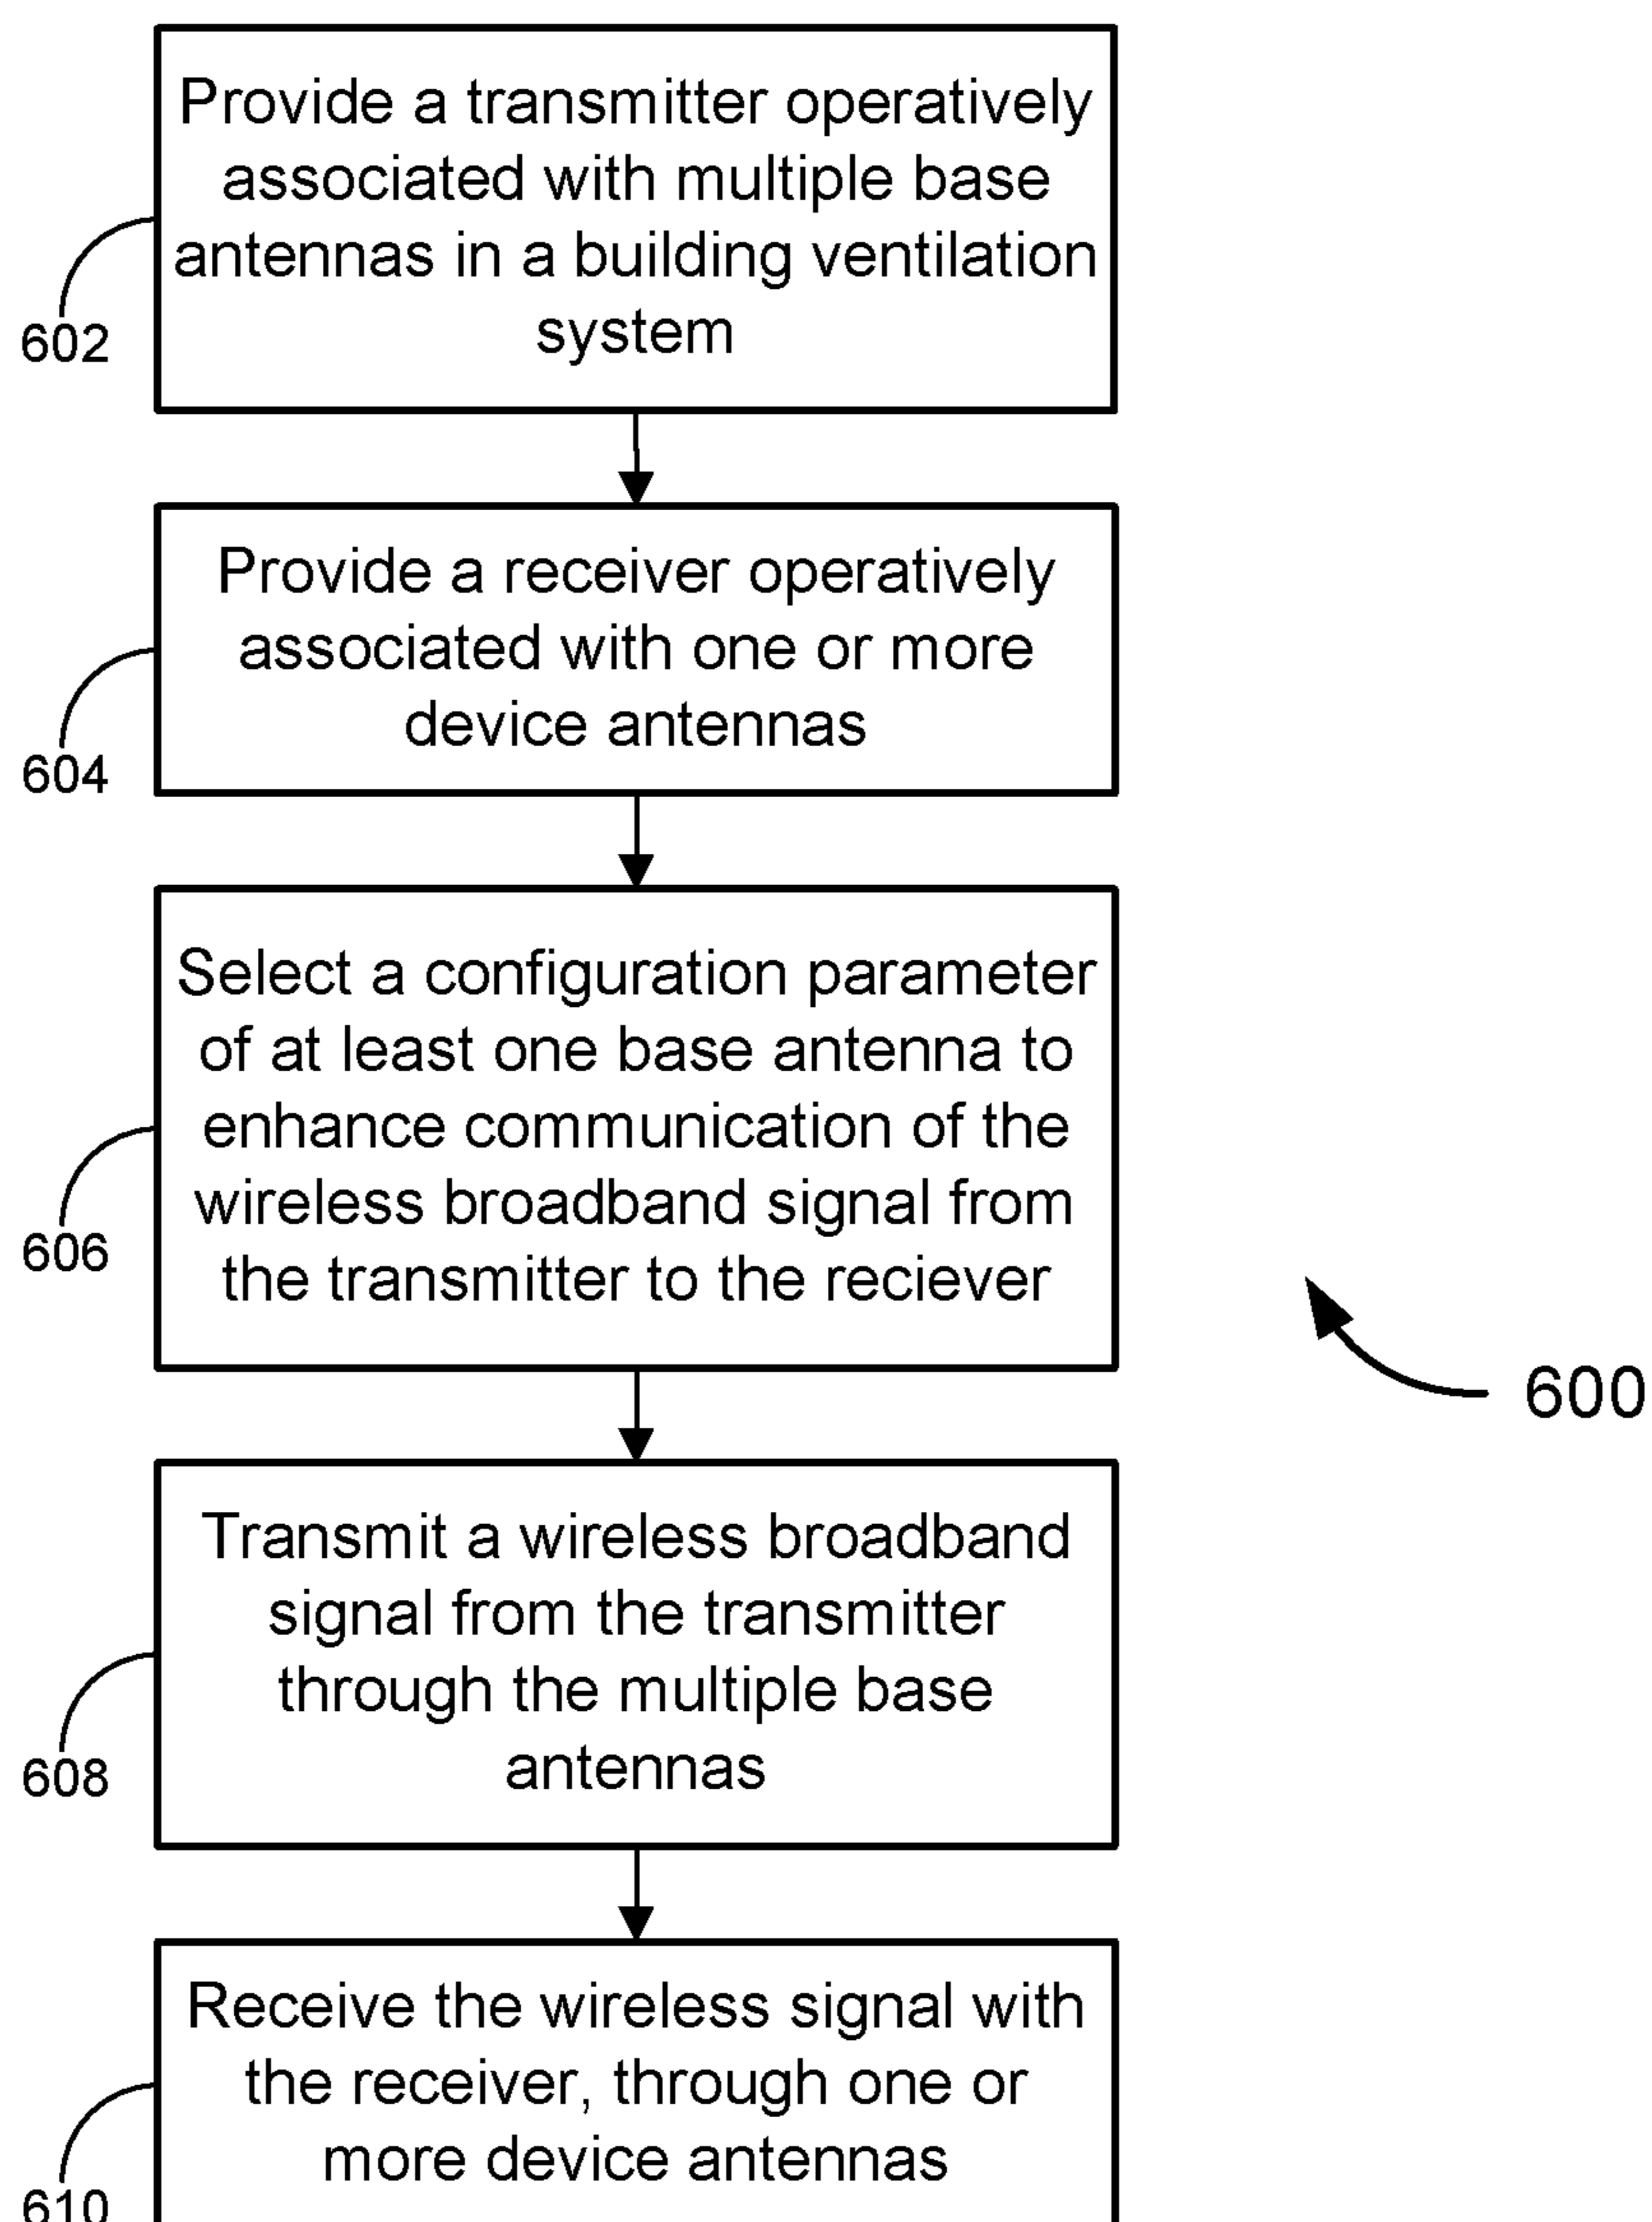 Provide a transmitter operatively
associated with multiple base
antennas in a building ventilation
system
602
Provide a receiver operatively
associated with one or more
device antennas
604
Select a configuration parameter
of at least one base antenna to
enhance communication of the
wireless broadband signal from
the transmitter to the reciever
606
600
Transmit a wireless broadband
signal from the transmitter
through the multiple base
antennas
608
Receive the wireless signal with
the receiver, through one or
more device antennas
610